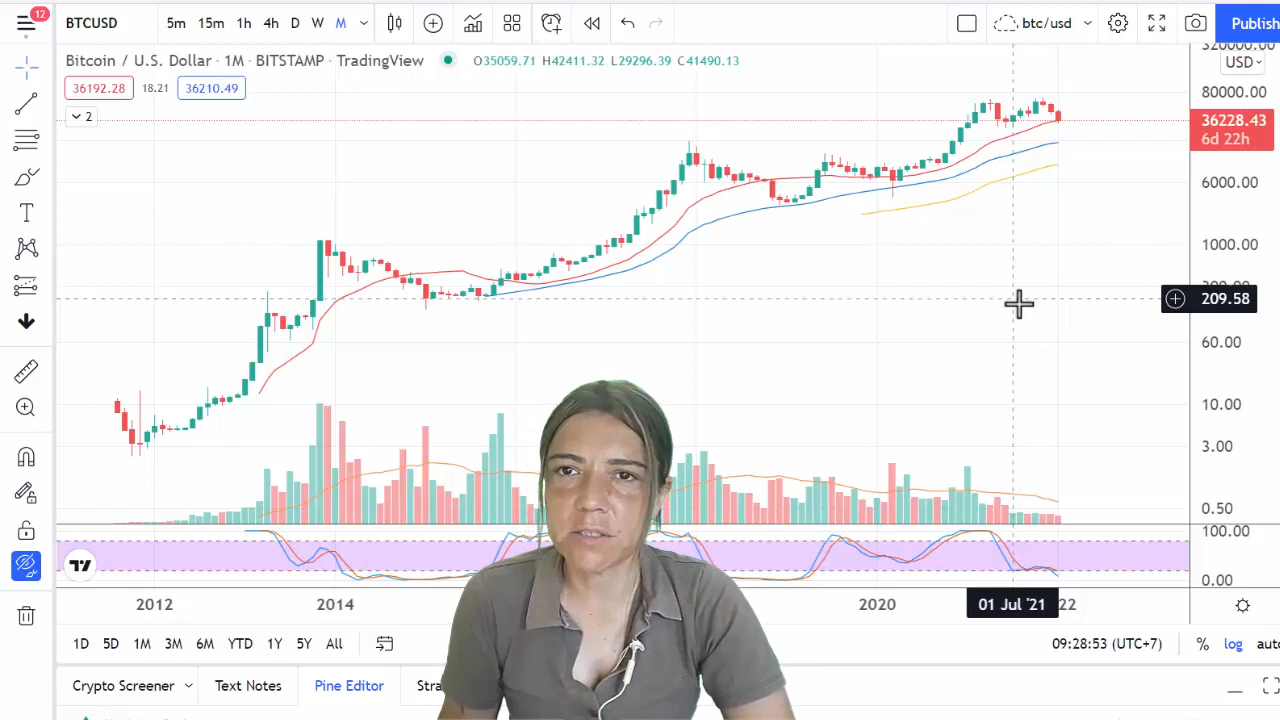 12
BTCUSD 5m 15m 1h 4h D W M btc/usd Publish
Bitcoin / U.S. Dollar · 1M · BITSTAMP · TradingView O35059.71 H42411.32 L29296.39 C41490.13
320000.00
USD
36192.28 18.21 36210.49
80000.00
2
36228.43
6d 22h
6000.00
1000.00
209.58
60.00
10.00
3.00
0.50
100.00
0.00
2012 2014 2020 01 Jul '21 22
1D 5D 1M 3M 6M YTD 1Y 5Y All 09:28:53 (UTC+7) % log auto
Crypto Screener Text Notes Pine Editor Stra